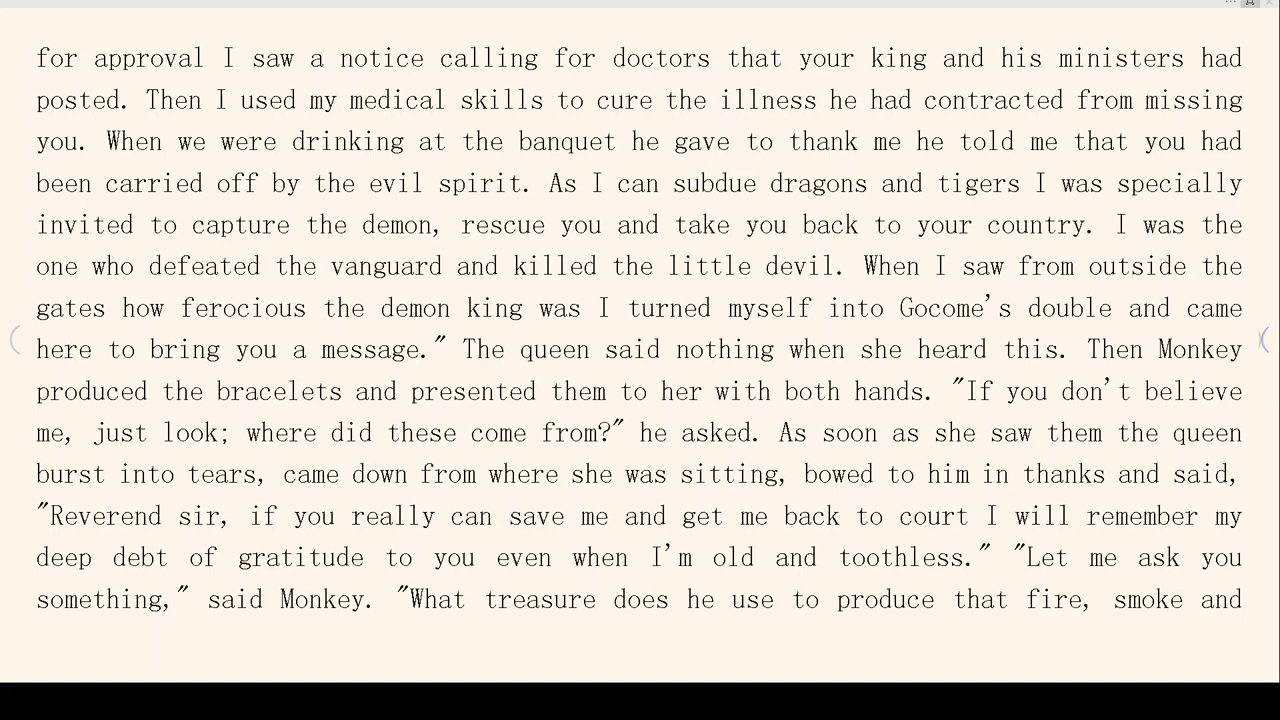 for approval I saw a notice calling for doctors that your king and his ministers had
posted. Then I used my medical skills to cure the illness he had contracted from missing
you. When we were drinking at the banquet he gave to thank me he told me that you had
been carried off by the evil spirit. As I can subdue dragons and tigers I was specially
invited to capture the demon, rescue you and take you back to your country. I was the
one who defeated the vanguard and killed the little devil. When I saw from outside the
gates how ferocious the demon king was I turned myself into Gocome's double and came
here to bring you a message." The queen said nothing when she heard this. Then Monkey
produced the bracelets and presented them to her with both hands. "If you don't believe
me, just look; where did these come from?" he asked. As soon as she saw them the queen
burst into tears, came down from where she was sitting, bowed to him in thanks and said,
"Reverend sir, if you really can save me and get me back to court I will remember my
deep debt of gratitude to you even when I'm old and toothless." "Let me ask you
something," said Monkey. "What treasure does he use to produce that fire, smoke and